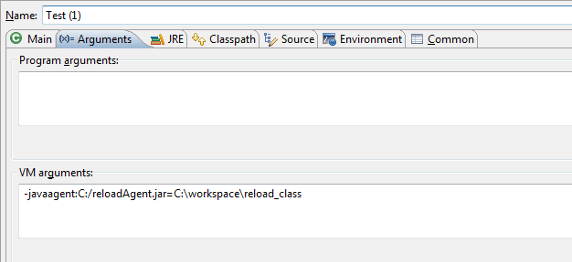 Name: Test (1)
Main (x)= Arguments JRE Classpath Source Environment Common
Program arguments:
VM arguments:
-javaagent:C:/reloadAgent.jar=C:\workspace\reload_class